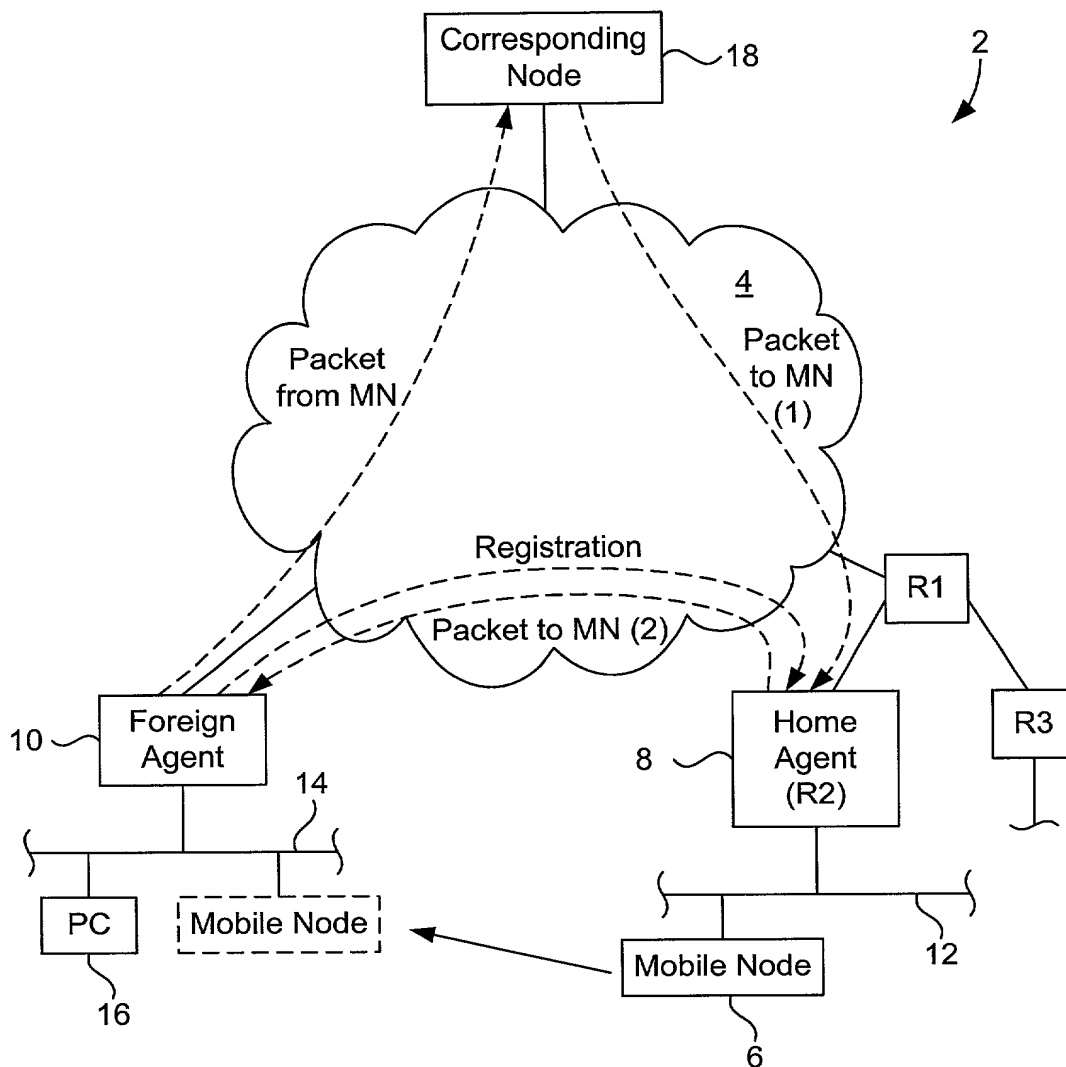 Corresponding
Node
18
2
4
Packet
from MN
Packet
to MN
(1)
Registration
R1
Packet to MN (2)
Foreign
Agent
10
Home
Agent
(R2)
8
R3
14
PC
Mobile Node
12
Mobile Node
16
6